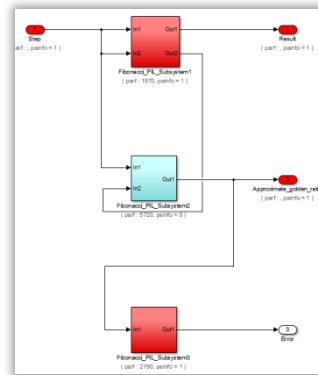 1
Step
perf : , psinfo = 1 )
In1
In2
Out1
Out2
Fibonacci_PIL_Subsystem1
( perf : 1970, psinfo = 1 )
1
Result
( perf : , psinfo = 1 )
In1
In2
Out1
Fibonacci_PIL_Subsystem2
( perf : 5720, psinfo = 0 )
2
Approximate_golden_rati
( perf : , psinfo = 1 )
In1
Out1
Fibonacci_PIL_Subsystem3
( perf : 2190, psinfo = 1 )
3
Error